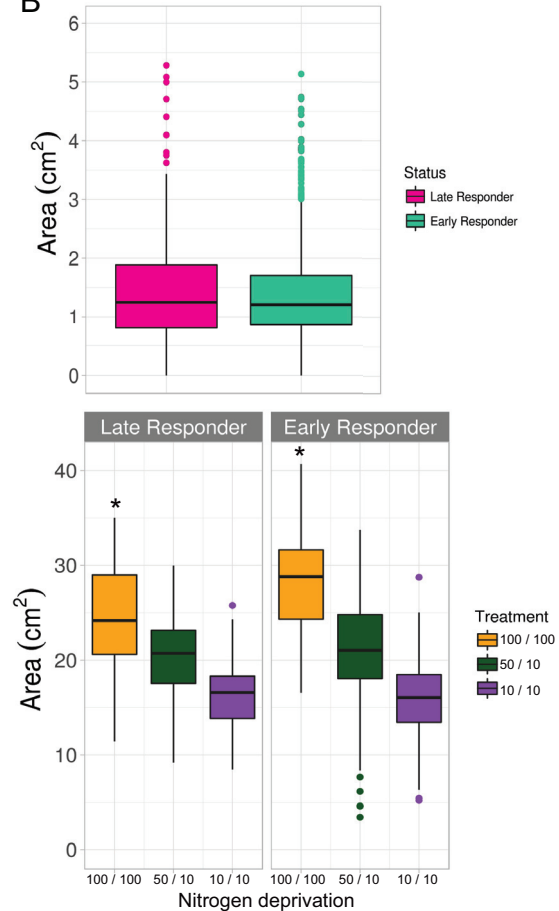 B
6
5
4
3
2
1
0
Area (cm²)
Status
Late Responder
Early Responder
Late Responder
Early Responder
*
*
40
30
20
10
0
Area (cm²)
Treatment
100 / 100
50 / 10
10 / 10
100 / 100
50 / 10
10 / 10
100 / 100
50 / 10
10 / 10
Nitrogen deprivation